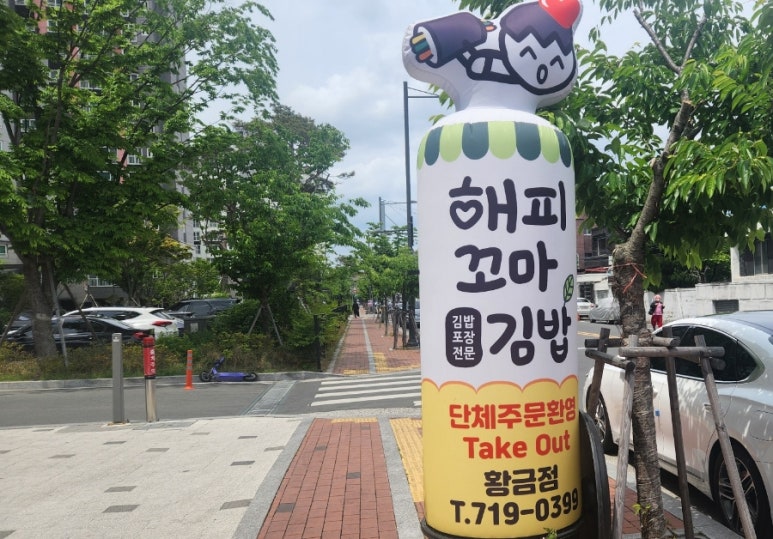 해피
꼬마
김밥
포장
전문
김밥
단체주문환영
Take Out
황금점
T.719-0399